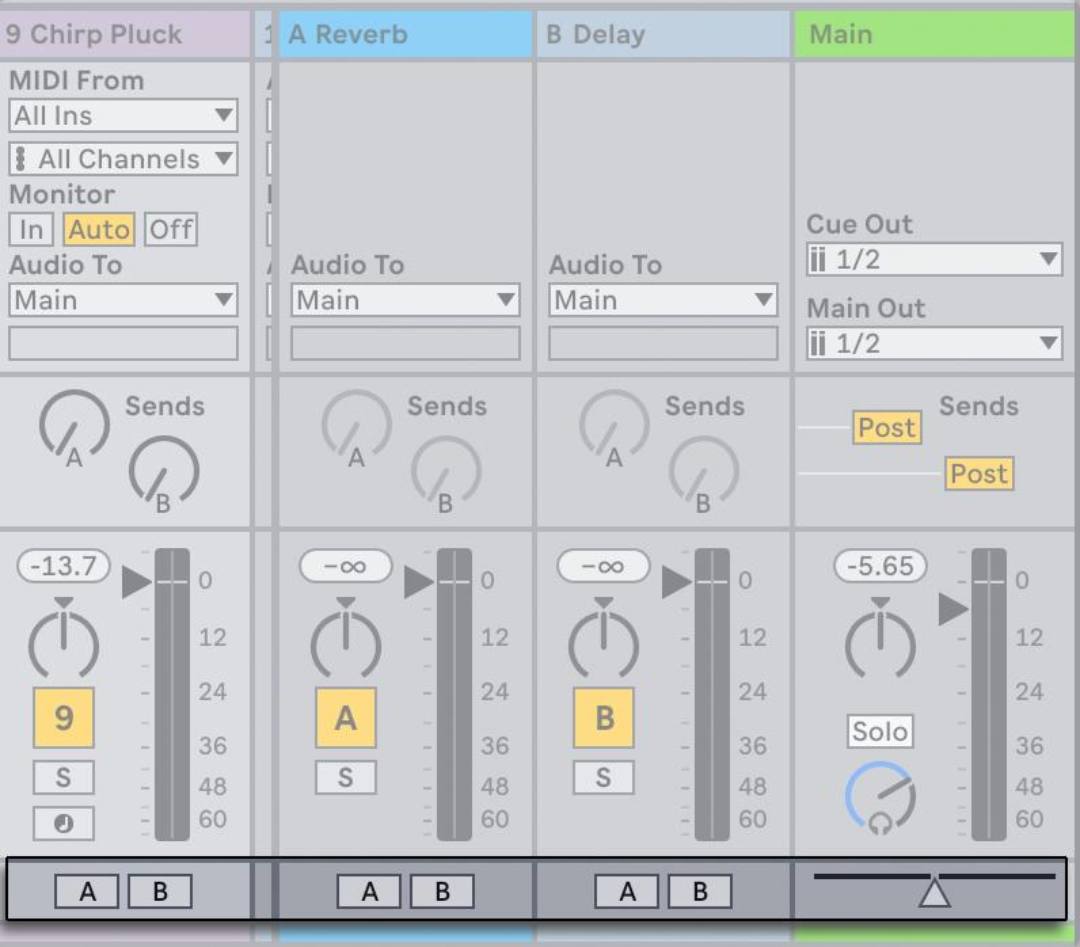 9 Chirp Pluck
MIDI From
All Ins
All Channels
Monitor
In Auto Off
Audio To
Main
Sends
A
B
-13.7
0
12
24
36
48
60
9
S
A B
1
A Reverb
Audio To
Main
Sends
A
B
-∞
0
12
24
36
48
60
A
S
A B
B Delay
Audio To
Main
Sends
A
B
-∞
0
12
24
36
48
60
B
S
A B
Main
Cue Out
1/2
Main Out
1/2
Sends
Post
Post
-5.65
0
12
24
36
48
60
Solo